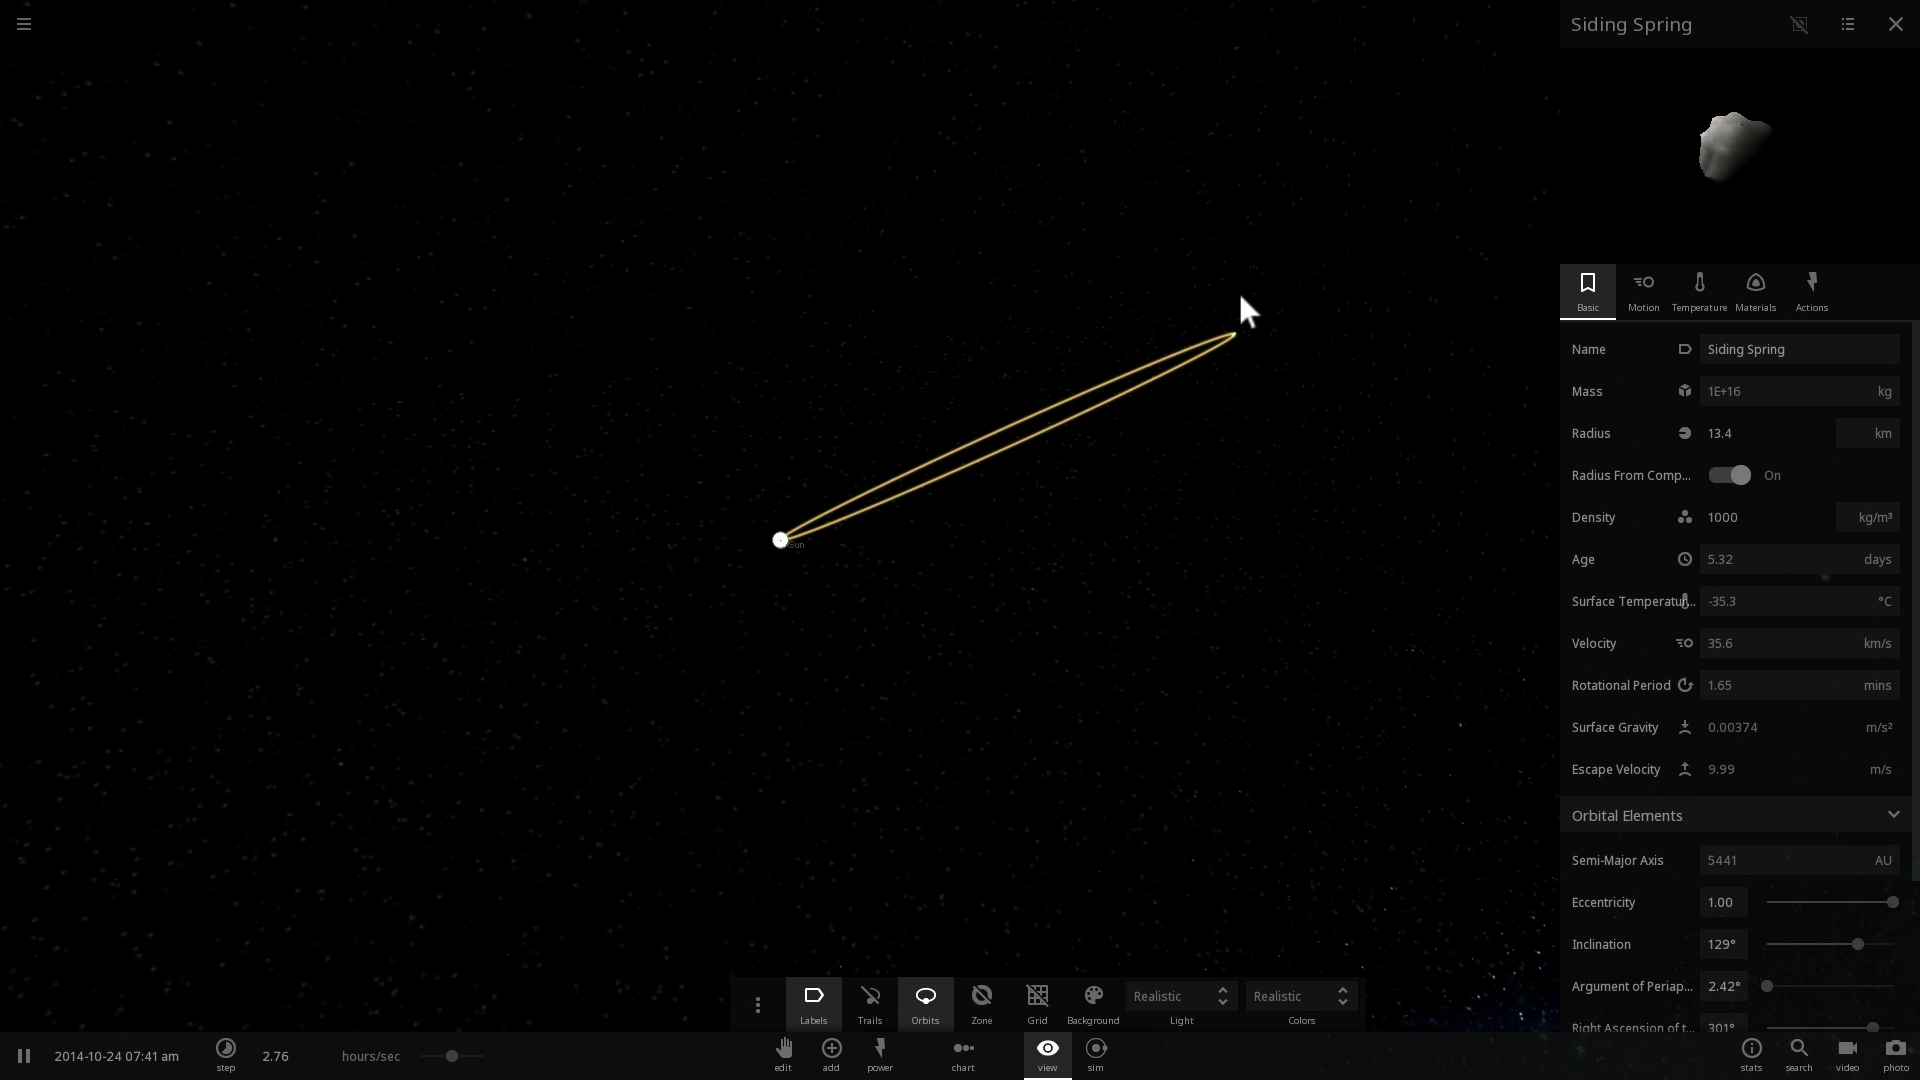 Siding Spring
Basic
Motion
Temperature
Materials
Actions
Name Siding Spring
Mass 1E+16 kg
Radius 13.4 km
Radius From Comp... On
Density 1000 kg/m³
Age 5.32 days
Surface Temperatur... -35.3 °C
Velocity 35.6 km/s
Rotational Period 1.65 mins
Surface Gravity 0.00374 m/s²
Escape Velocity 9.99 m/s
Orbital Elements
Semi-Major Axis 5441 AU
Eccentricity 1.00
Inclination 129°
Argument of Periap... 2.42°
Right Ascension of t... 301°
Sun
Realistic
Realistic
Labels Trails Orbits Zone Grid Background Light Colors
2014-10-24 07:41 am
step
2.76 hours/sec
edit add power chart view sim
stats search video photo